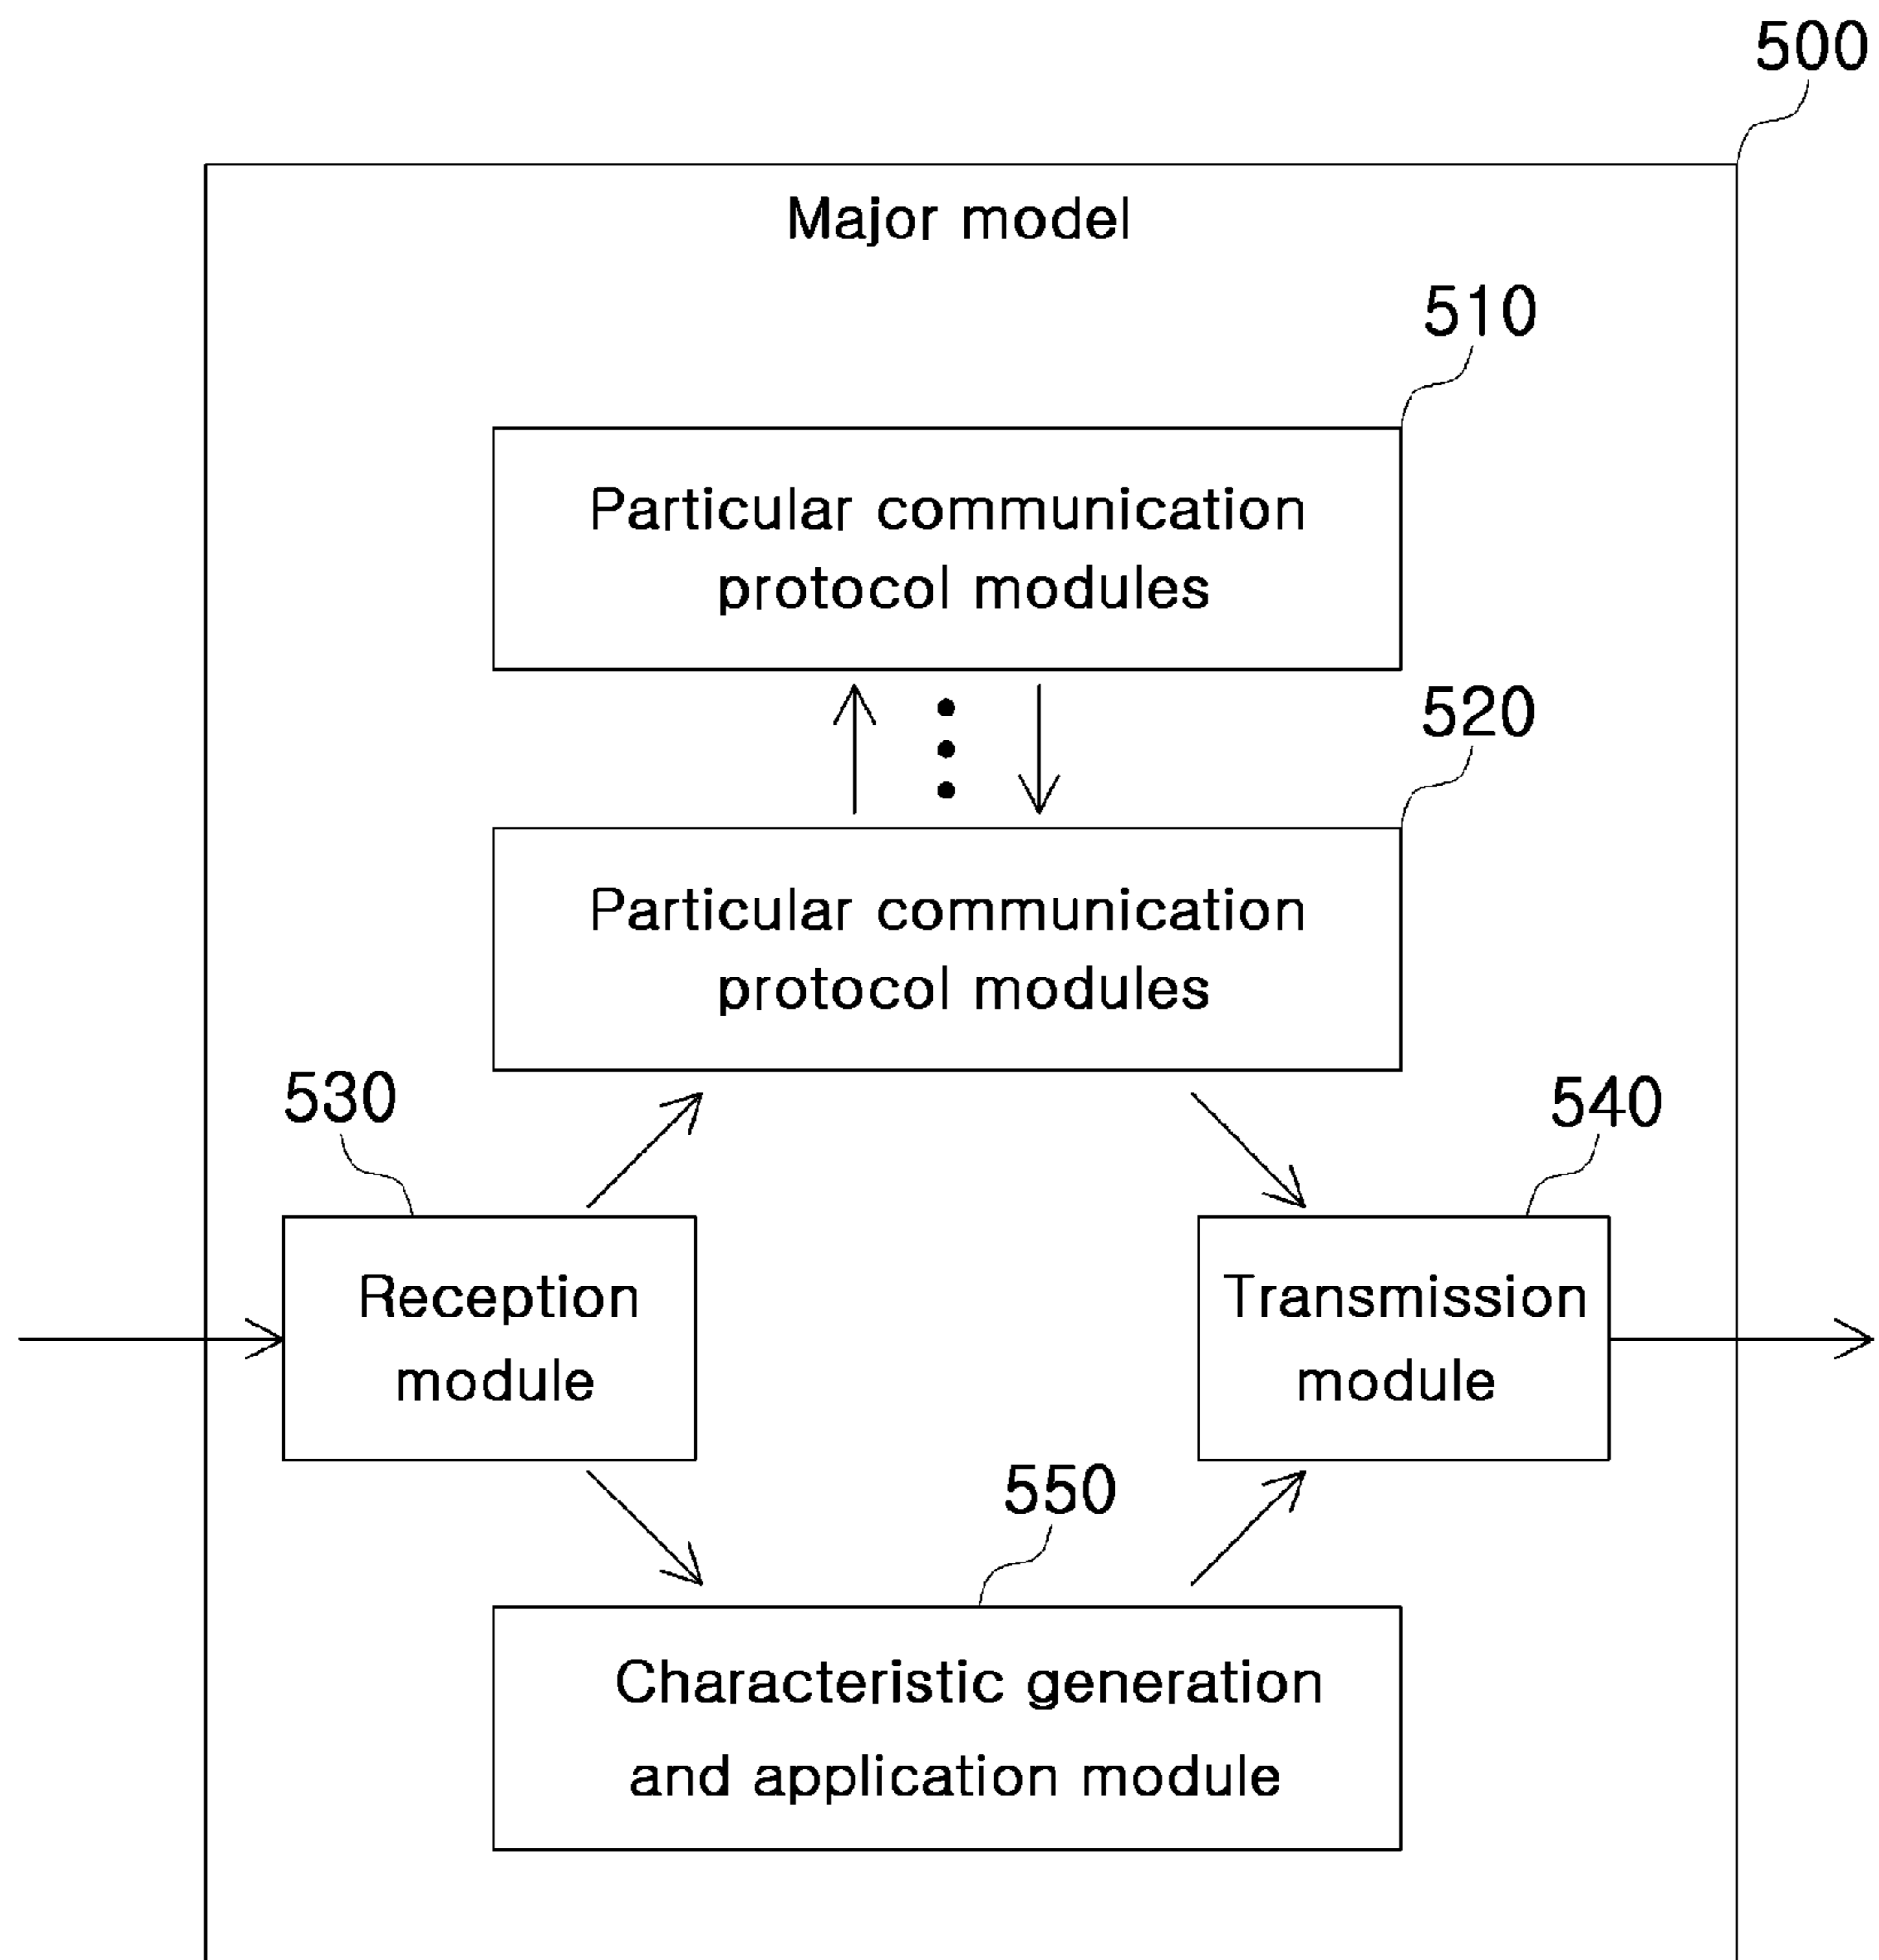 500
Major model
510
Particular communication
protocol modules
520
Particular communication
protocol modules
530
540
Reception
module
Transmission
module
550
Characteristic generation
and application module